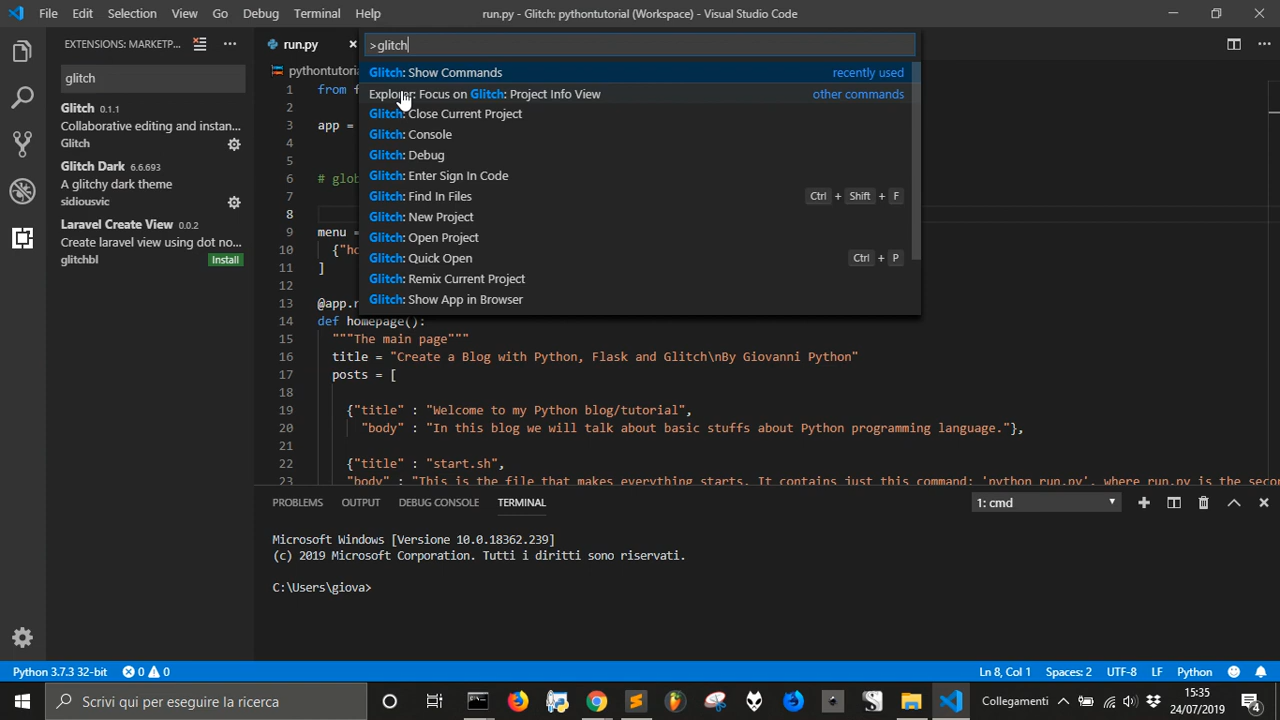 File Edit Selection View Go Debug Terminal Help
run.py - Glitch: pythontutorial (Workspace) - Visual Studio Code
EXTENSIONS: MARKETP...
glitch
Glitch 0.1.1
Collaborative editing and instan...
Glitch
Glitch Dark 6.6.693
A glitchy dark theme
sidiousvic
Laravel Create View 0.0.2
Create laravel view using dot no...
glitchbl Install
run.py
>glitch
Glitch: Show Commands recently used
Explorer: Focus on Glitch: Project Info View other commands
Glitch: Close Current Project
Glitch: Console
Glitch: Debug
Glitch: Enter Sign In Code
Glitch: Find In Files Ctrl + Shift + F
Glitch: New Project
Glitch: Open Project
Glitch: Quick Open Ctrl + P
Glitch: Remix Current Project
Glitch: Show App in Browser
pythontutoria
1 from f
2
3 app =
4
5
6 # glob
7
8
9 menu =
10 {"ho
11 ]
12
13 @app.r
14 def homepage():
15 """The main page"""
16 title = "Create a Blog with Python, Flask and Glitch\nBy Giovanni Python"
17 posts = [
18
19 {"title" : "Welcome to my Python blog/tutorial",
20 "body" : "In this blog we will talk about basic stuffs about Python programming language."},
21
22 {"title" : "start.sh",
23 "body" : "This is the file that makes everything starts. It contains just this command: 'python run.py', where run.py is the secon
PROBLEMS OUTPUT DEBUG CONSOLE TERMINAL
1: cmd
Microsoft Windows [Versione 10.0.18362.239]
(c) 2019 Microsoft Corporation. Tutti i diritti sono riservati.
C:\Users\giova>
Python 3.7.3 32-bit 0 0 Ln 8, Col 1 Spaces: 2 UTF-8 LF Python
Scrivi qui per eseguire la ricerca
Collegamenti
15:35
24/07/2019
4